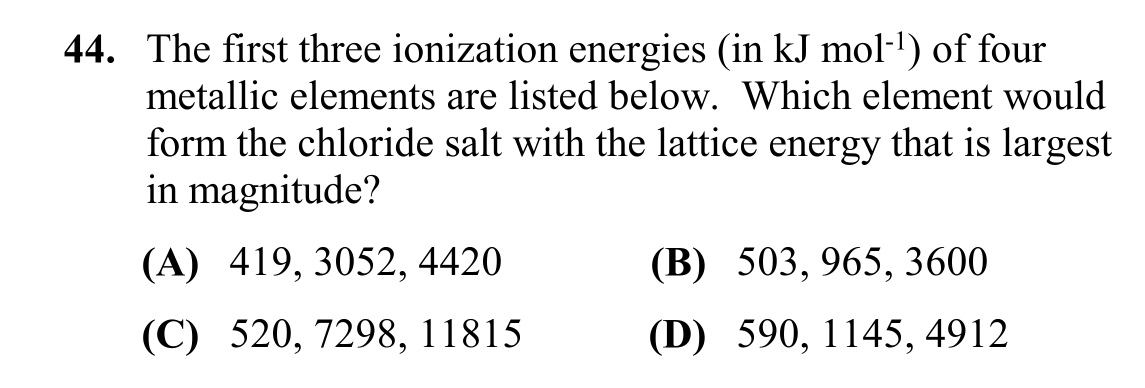 44. The first three ionization energies (in kJ mol⁻¹) of four
metallic elements are listed below. Which element would
form the chloride salt with the lattice energy that is largest
in magnitude?
(A) 419, 3052, 4420 (B) 503, 965, 3600
(C) 520, 7298, 11815 (D) 590, 1145, 4912